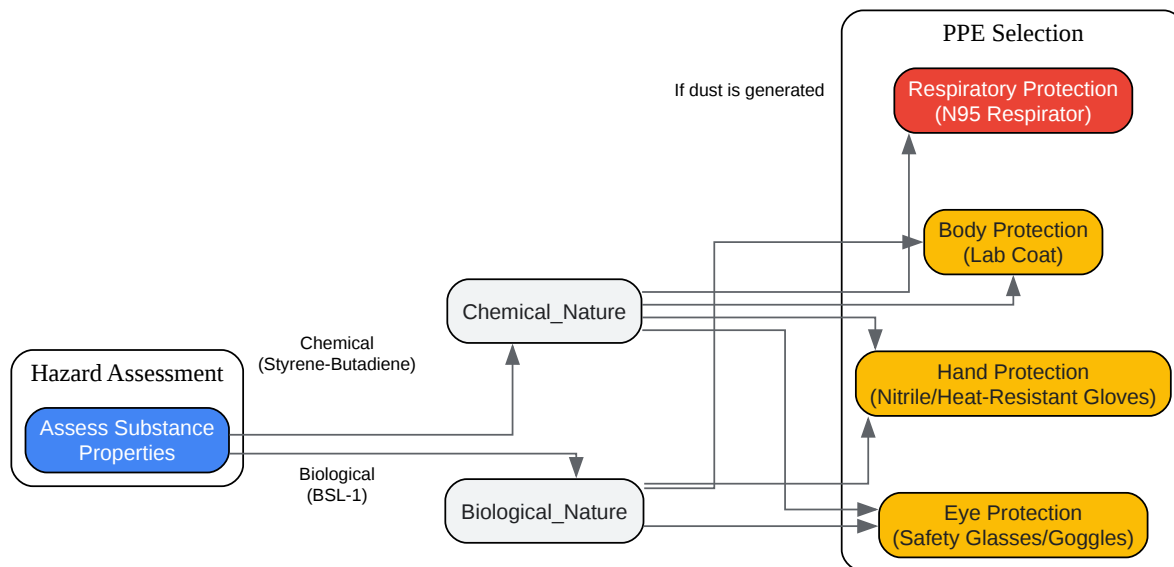 PPE Selection
If dust is generated
Respiratory Protection
(N95 Respirator)
Body Protection
(Lab Coat)
Chemical_Nature
Chemical
(Styrene-Butadiene)
Hazard Assessment
Hand Protection
(Nitrile/Heat-Resistant Gloves)
Assess Substance
Properties
Biological
(BSL-1)
Biological_Nature
Eye Protection
(Safety Glasses/Goggles)